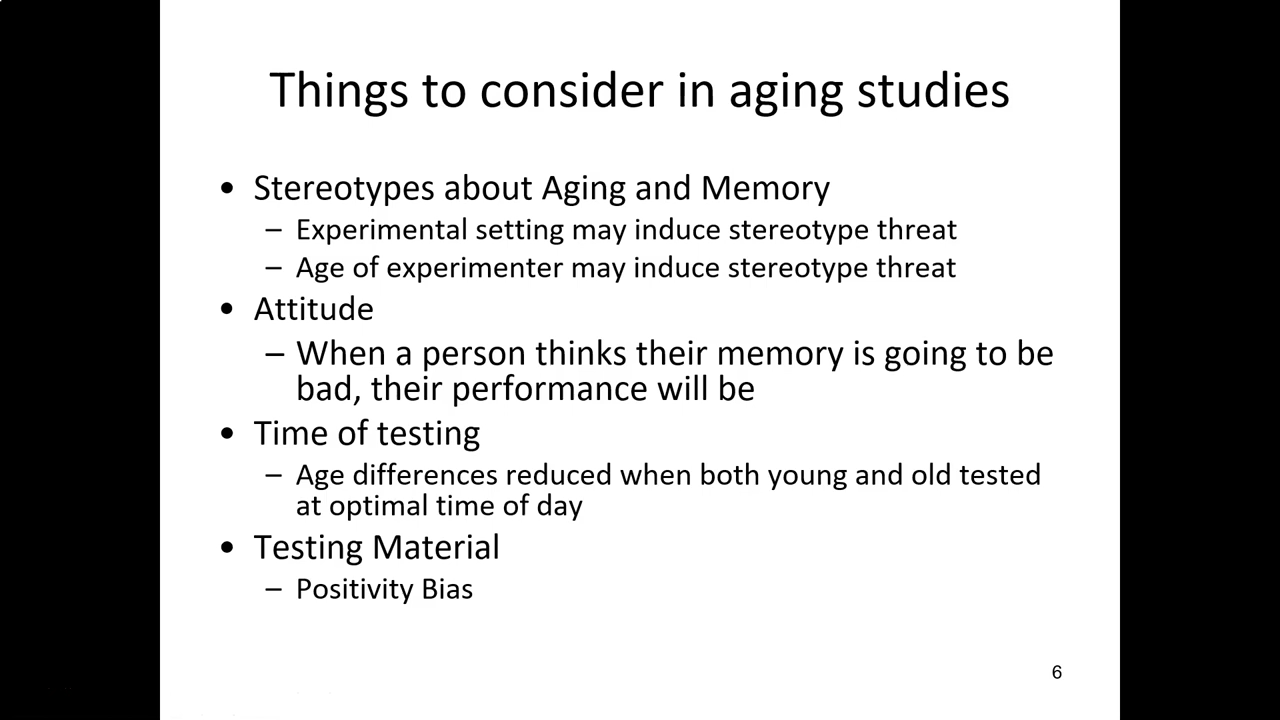 Things to consider in aging studies
• Stereotypes about Aging and Memory
– Experimental setting may induce stereotype threat
– Age of experimenter may induce stereotype threat
• Attitude
– When a person thinks their memory is going to be
bad, their performance will be
• Time of testing
– Age differences reduced when both young and old tested
at optimal time of day
• Testing Material
– Positivity Bias
6